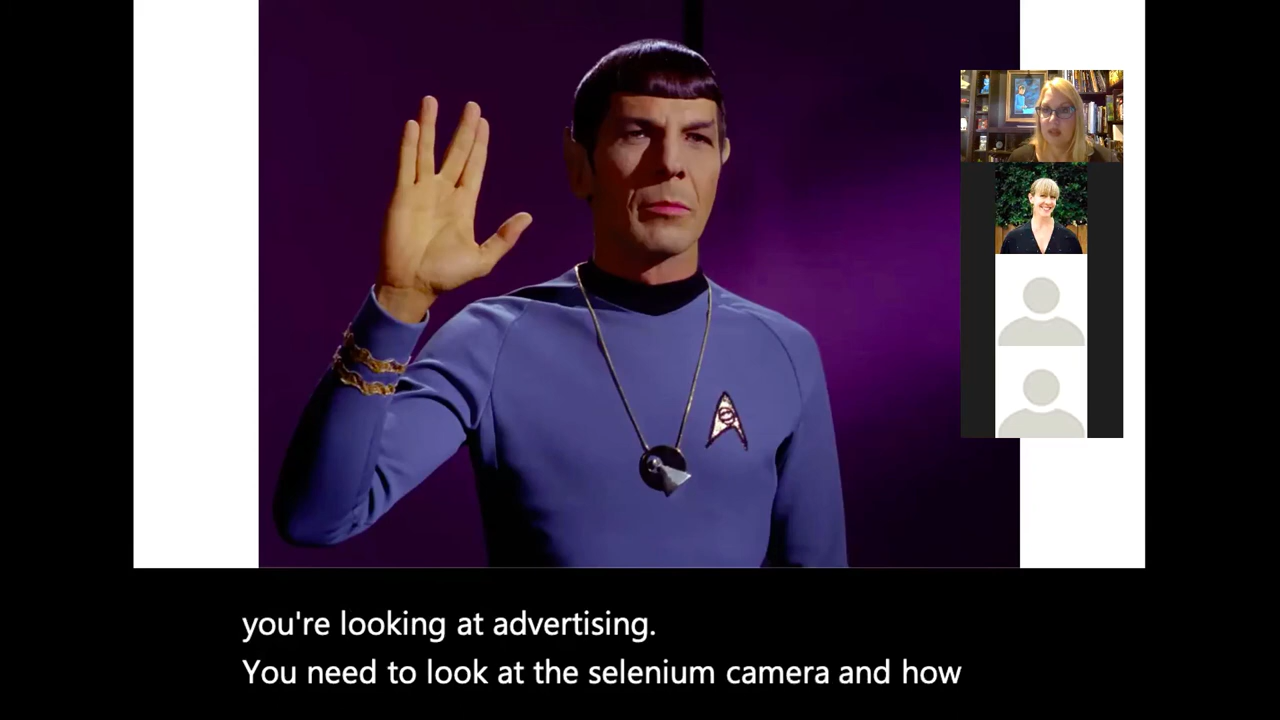 you're looking at advertising.
You need to look at the selenium camera and how